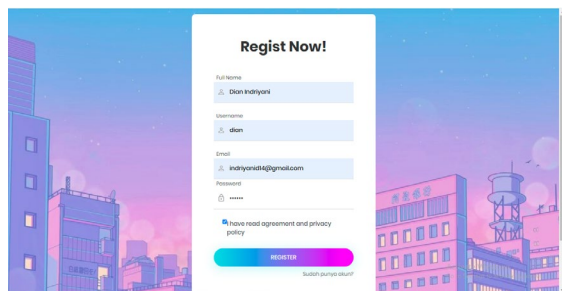 Regist Now!
Full Name
Dian Indriyani
Username
dian
Email
indriyanid14@gmail.com
Password
••••••
I have read agreement and privacy
policy
REGISTER
Sudah punya akun?